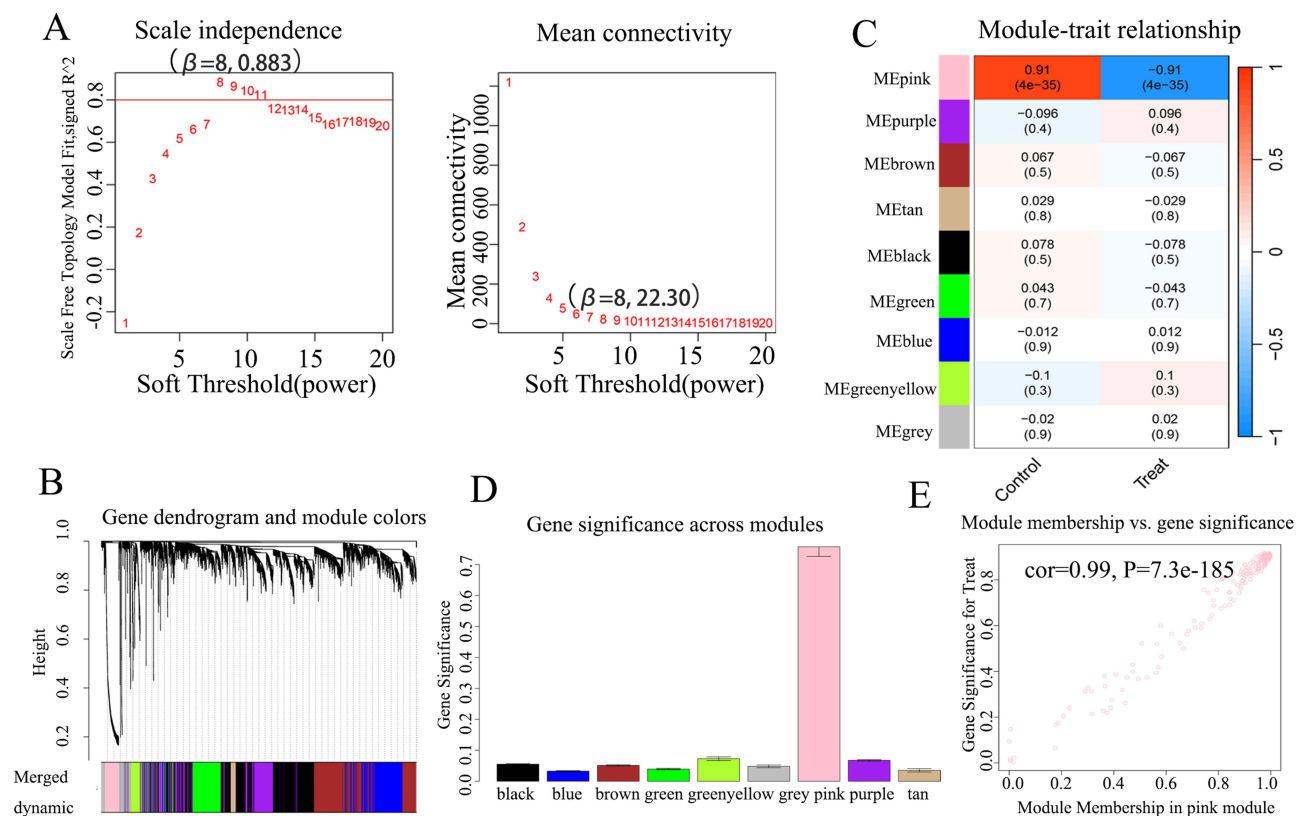 A
Scale independence
(β=8, 0.883)
Scale Free Topology Model Fit,signed R^2
-0.2 0.0 0.2 0.4 0.6 0.8
1 2 3 4 5 6 7 8 9 10 11 12 13 14 15 16 17 18 19 20
5 10 15 20
Soft Threshold(power)
Mean connectivity
Mean connectivity
0 200 400 600 800 1000
1 2 3 4 5 6 7 8 9 10 11 12 13 14 15 16 17 18 19 20
(β=8, 22.30)
5 10 15 20
Soft Threshold(power)
C
Module-trait relationship
MEpink
0.91 −0.91
(4e−35) (4e−35)
MEpurple
−0.096 0.096
(0.4) (0.4)
MEbrown
0.067 −0.067
(0.5) (0.5)
MEtan
0.029 −0.029
(0.8) (0.8)
MEblack
0.078 −0.078
(0.5) (0.5)
MEgreen
0.043 −0.043
(0.7) (0.7)
MEblue
−0.012 0.012
(0.9) (0.9)
MEgreenyellow
−0.1 0.1
(0.3) (0.3)
MEgrey
−0.02 0.02
(0.9) (0.9)
Control Treat
1
0.5
0
−0.5
−1
B
Gene dendrogram and module colors
Height
1.0
0.8
0.6
0.4
0.2
Merged
dynamic
D
Gene significance across modules
Gene Significance
0.0 0.1 0.2 0.3 0.4 0.5 0.6 0.7
black blue brown green greenyellow grey pink purple tan
E
Module membership vs. gene significance
cor=0.99, P=7.3e-185
Gene Significance for Treat
0.0 0.2 0.4 0.6 0.8
0.0 0.2 0.4 0.6 0.8 1.0
Module Membership in pink module